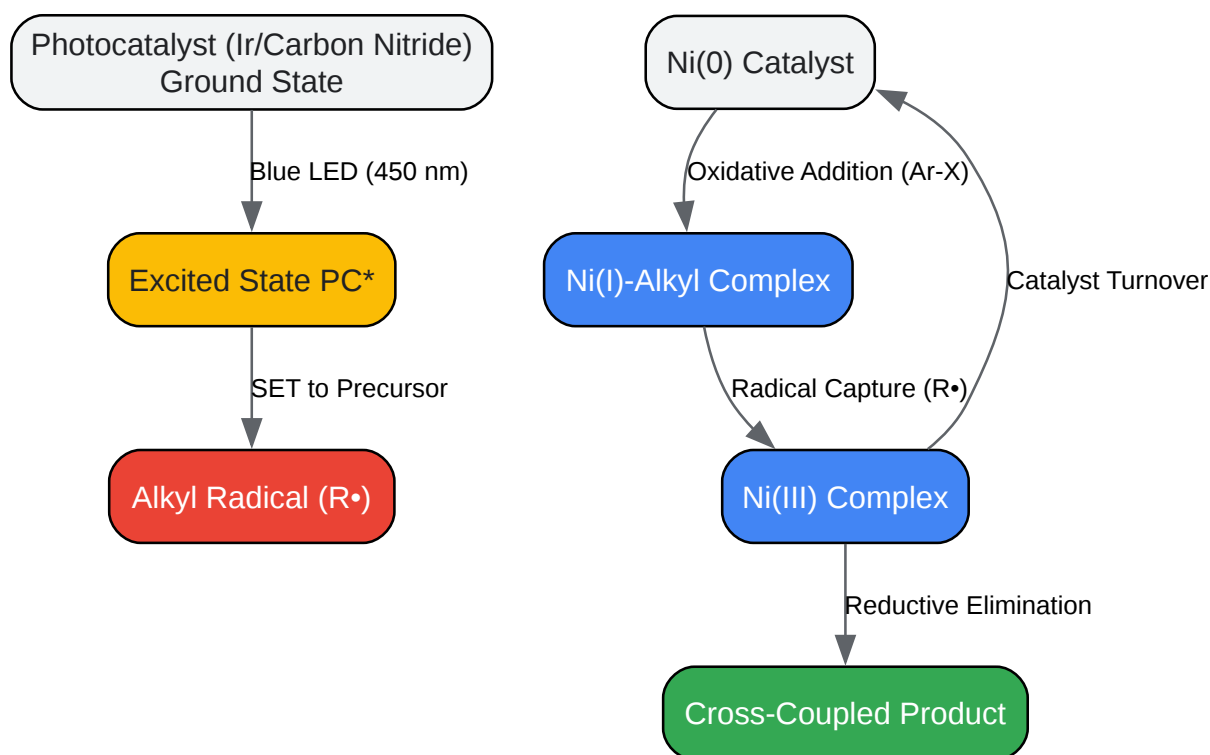 Photocatalyst (Ir/Carbon Nitride)
Ground State
Ni(0) Catalyst
Blue LED (450 nm)
Oxidative Addition (Ar-X)
Excited State PC*
Ni(I)-Alkyl Complex
Catalyst Turnover
SET to Precursor
Radical Capture (R•)
Alkyl Radical (R•)
Ni(III) Complex
Reductive Elimination
Cross-Coupled Product